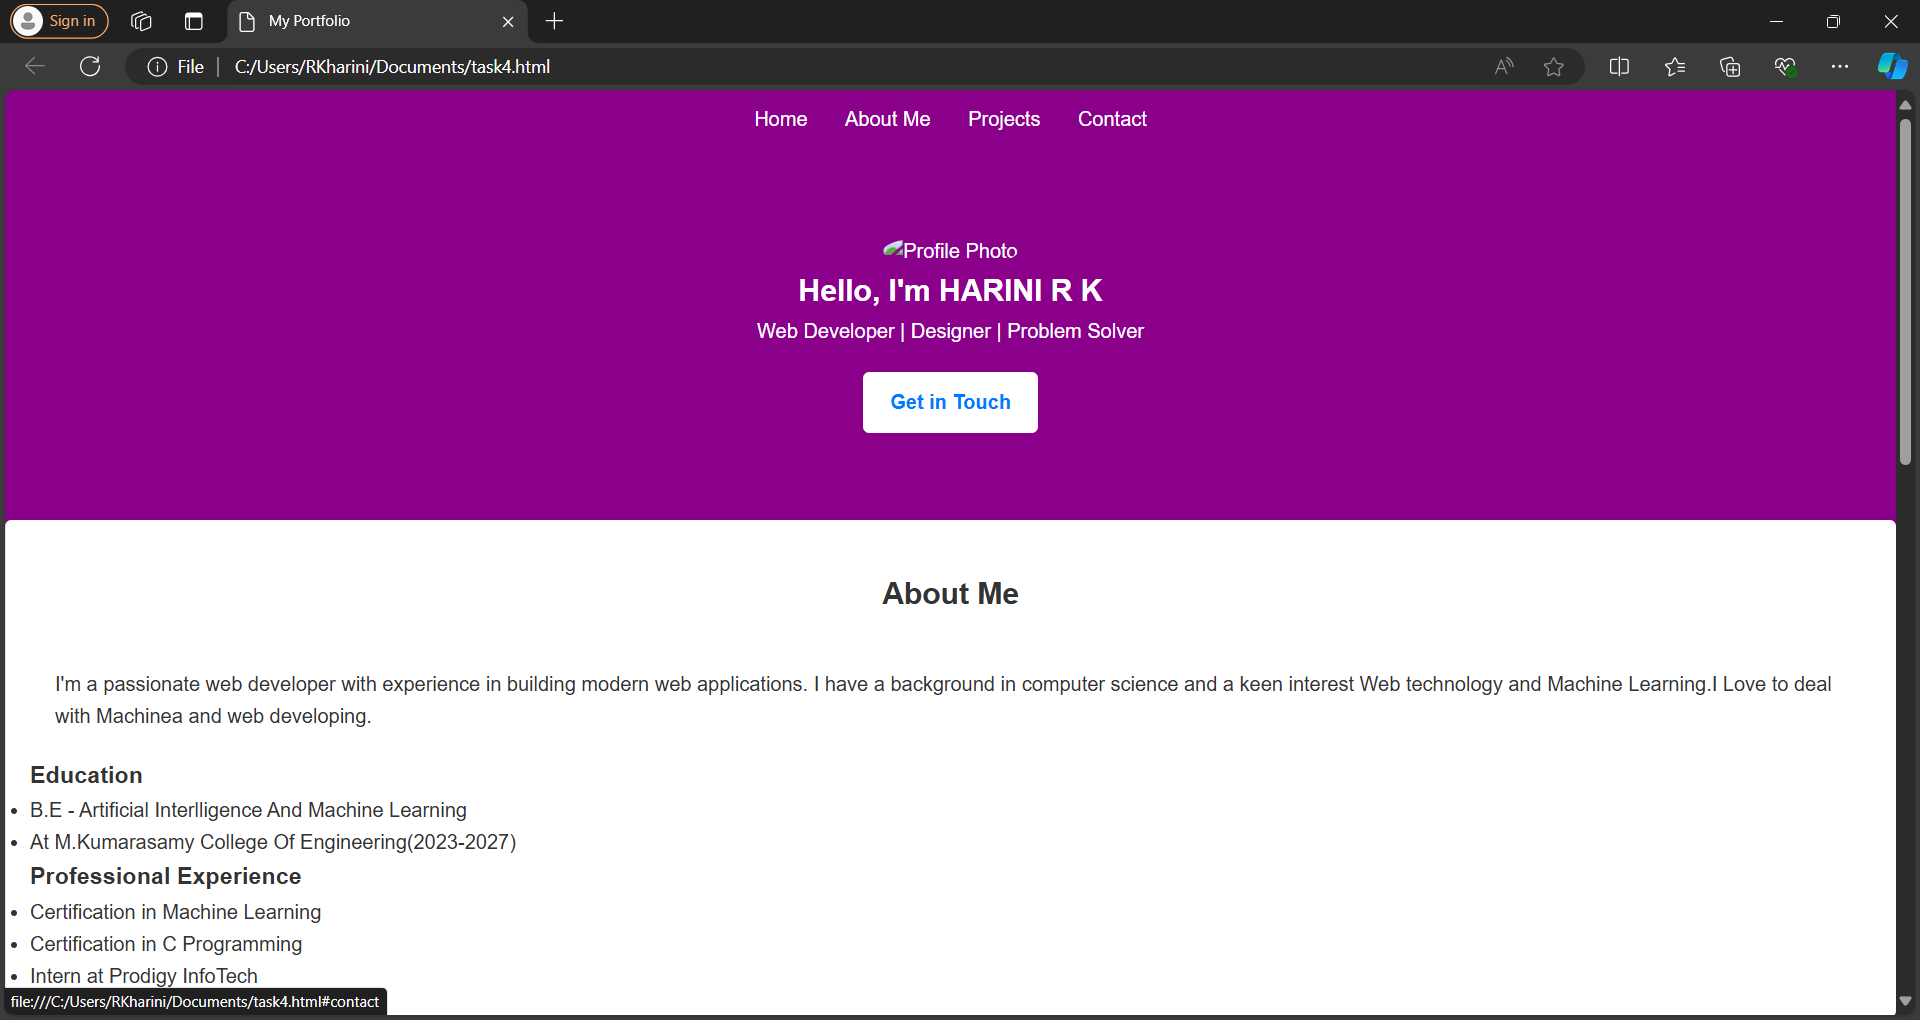 Sign in
My Portfolio
File
C:/Users/RKharini/Documents/task4.html
Home About Me Projects Contact
Profile Photo
Hello, I'm HARINI R K
Web Developer | Designer | Problem Solver
Get in Touch
About Me
I'm a passionate web developer with experience in building modern web applications. I have a background in computer science and a keen interest Web technology and Machine Learning.I Love to deal
with Machinea and web developing.
Education
• B.E - Artificial Interlligence And Machine Learning
• At M.Kumarasamy College Of Engineering(2023-2027)
Professional Experience
• Certification in Machine Learning
• Certification in C Programming
• Intern at Prodigy InfoTech
file:///C:/Users/RKharini/Documents/task4.html#contact